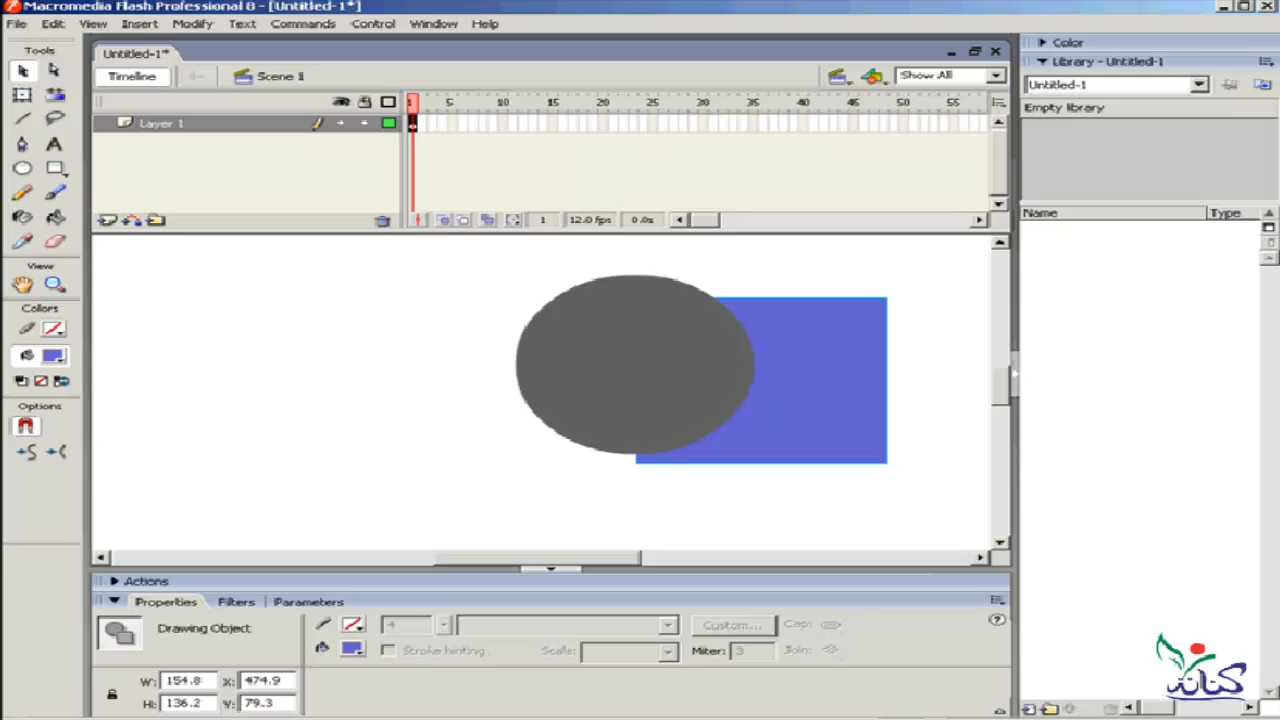 Macromedia Flash Professional 8 - [Untitled-1*]
File Edit View Insert Modify Text Commands Control Window Help
Tools
View
Colors
Options
Untitled-1*
Timeline
Scene 1
Show All
1 5 10 15 20 25 30 35 40 45 50 55
Layer 1
1 12.0 fps 0.0s
Color
Library - Untitled-1
Untitled-1
Empty library
Name Type
Actions
Properties Filters Parameters
Drawing Object
4 Custom... Cap:
Stroke hinting Scale: Miter: 3 Join:
W: 154.8 X: 474.9
H: 136.2 Y: 79.3
كنانة